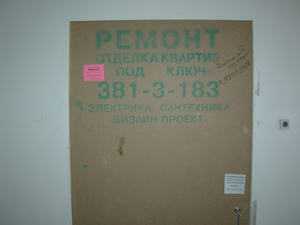 РЕМОНТ
ОТДЕЛКА КВАРТИР
ПОД КЛЮЧ-
381-3-183
ЭЛЕКТРИКА, САНТЕХНИКА
ДИЗАЙН ПРОЕКТ